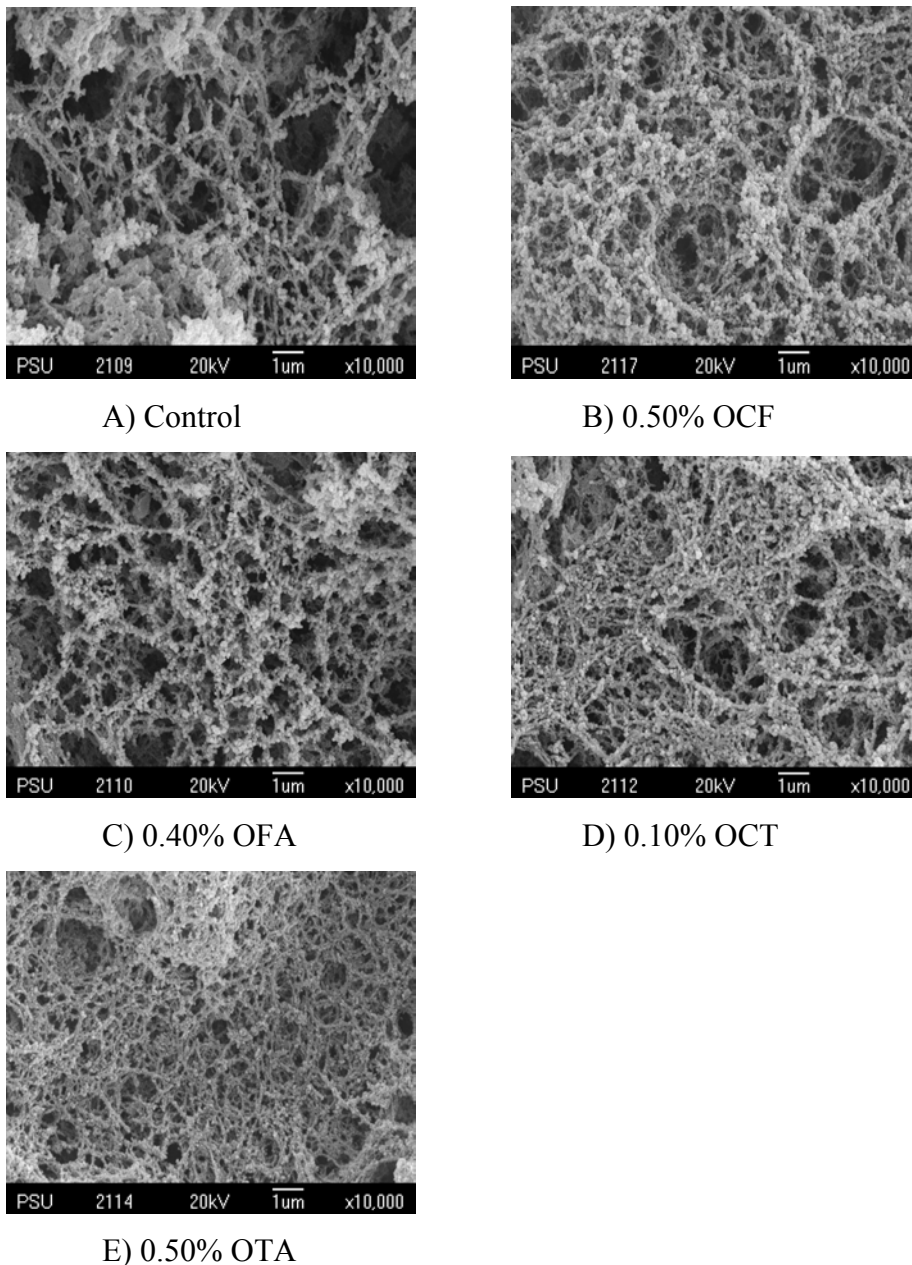 PSU 2109 20kV 1um x10,000
PSU 2117 20kV 1um x10,000
A) Control
B) 0.50% OCF
PSU 2110 20kV 1um x10,000
PSU 2112 20kV 1um x10,000
C) 0.40% OFA
D) 0.10% OCT
PSU 2114 20kV 1um x10,000
E) 0.50% OTA